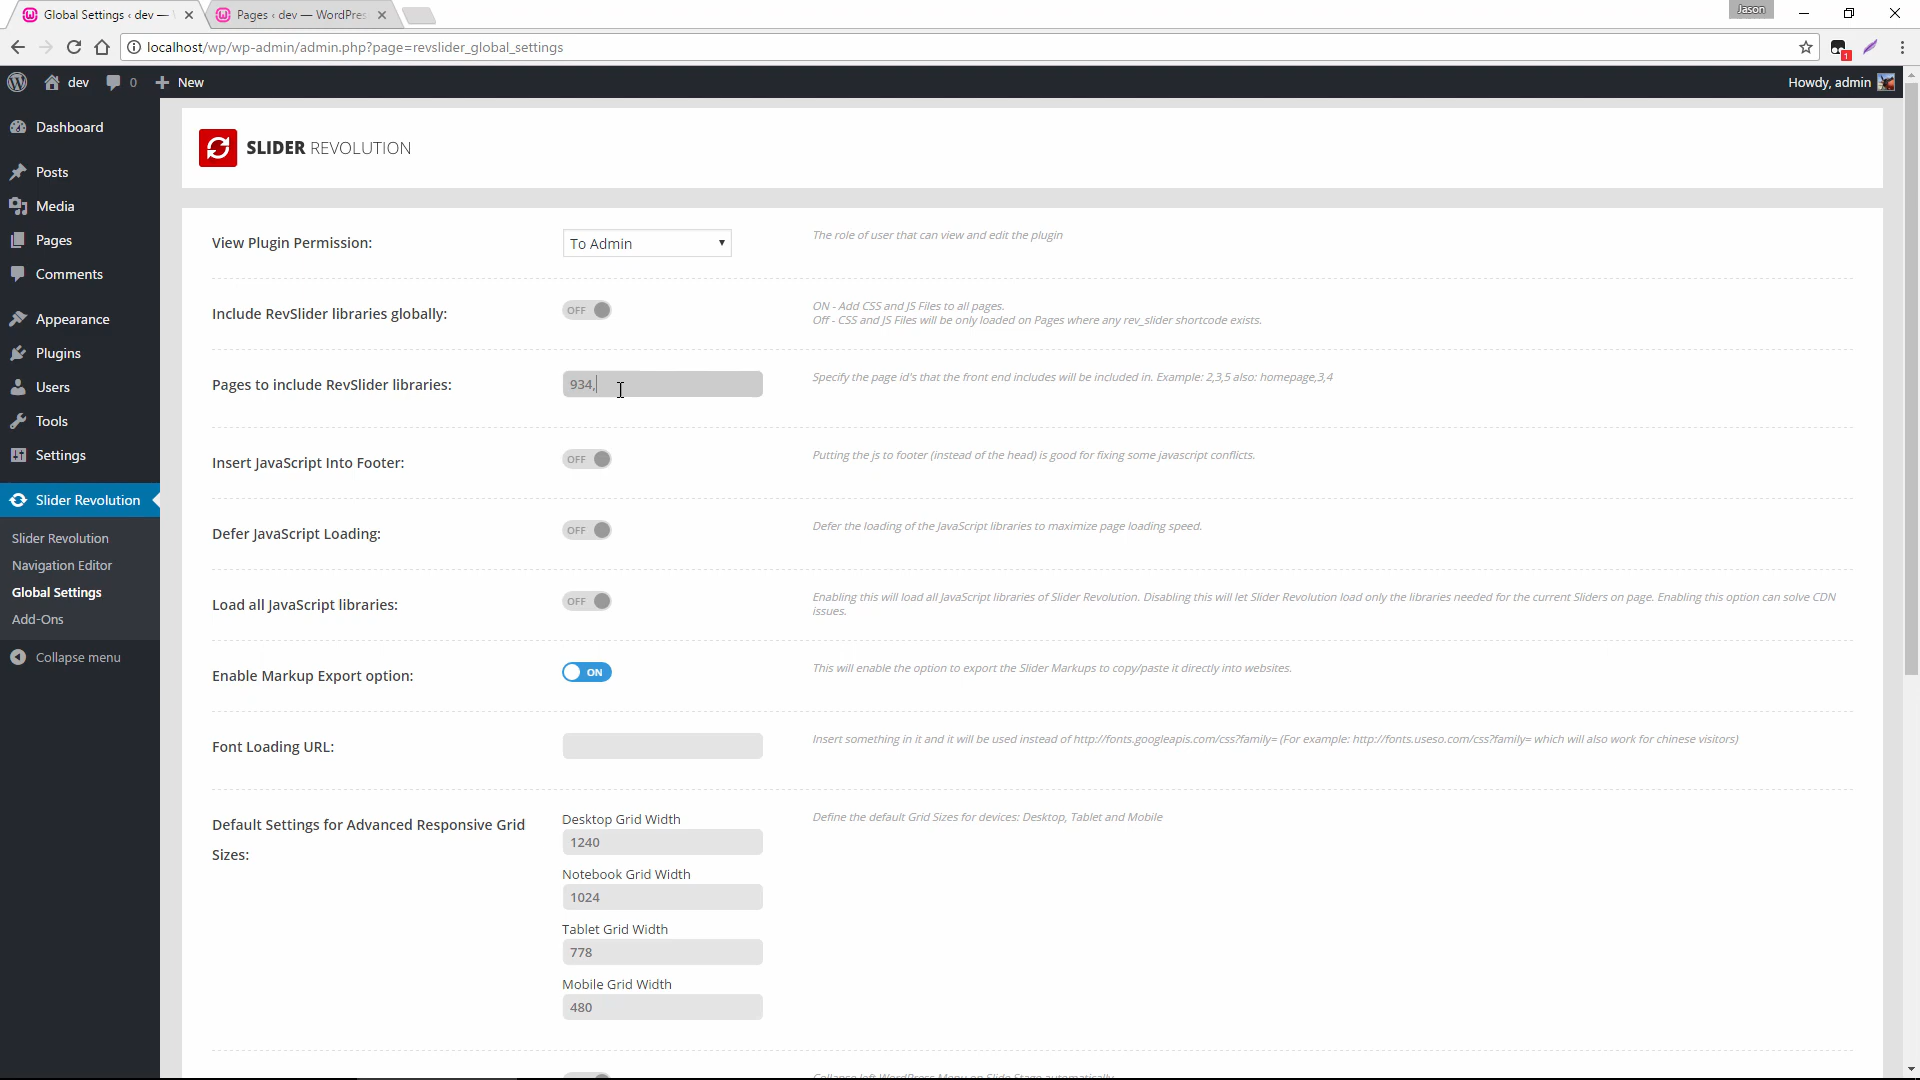 Global Settings ‹ dev —
Pages ‹ dev — WordPres
Jason
localhost/wp/wp-admin/admin.php?page=revslider_global_settings
1
dev
0
New
Howdy, admin
Dashboard
Posts
Media
Pages
Comments
Appearance
Plugins
Users
Tools
Settings
Slider Revolution
Slider Revolution
Navigation Editor
Global Settings
Add-Ons
Collapse menu
SLIDER REVOLUTION
View Plugin Permission:
To Admin
The role of user that can view and edit the plugin
Include RevSlider libraries globally:
OFF
ON - Add CSS and JS Files to all pages.
Off - CSS and JS Files will be only loaded on Pages where any rev_slider shortcode exists.
Pages to include RevSlider libraries:
934,
Specify the page id's that the front end includes will be included in. Example: 2,3,5 also: homepage,3,4
Insert JavaScript Into Footer:
OFF
Putting the js to footer (instead of the head) is good for fixing some javascript conflicts.
Defer JavaScript Loading:
OFF
Defer the loading of the JavaScript libraries to maximize page loading speed.
Load all JavaScript libraries:
OFF
Enabling this will load all JavaScript libraries of Slider Revolution. Disabling this will let Slider Revolution load only the libraries needed for the current Sliders on page. Enabling this option can solve CDN
issues.
Enable Markup Export option:
ON
This will enable the option to export the Slider Markups to copy/paste it directly into websites.
Font Loading URL:
Insert something in it and it will be used instead of http://fonts.googleapis.com/css?family= (For example: http://fonts.useso.com/css?family= which will also work for chinese visitors)
Default Settings for Advanced Responsive Grid
Sizes:
Desktop Grid Width
1240
Notebook Grid Width
1024
Tablet Grid Width
778
Mobile Grid Width
480
Define the default Grid Sizes for devices: Desktop, Tablet and Mobile
Collapse left WordPress Menu on Slide Stage automatically